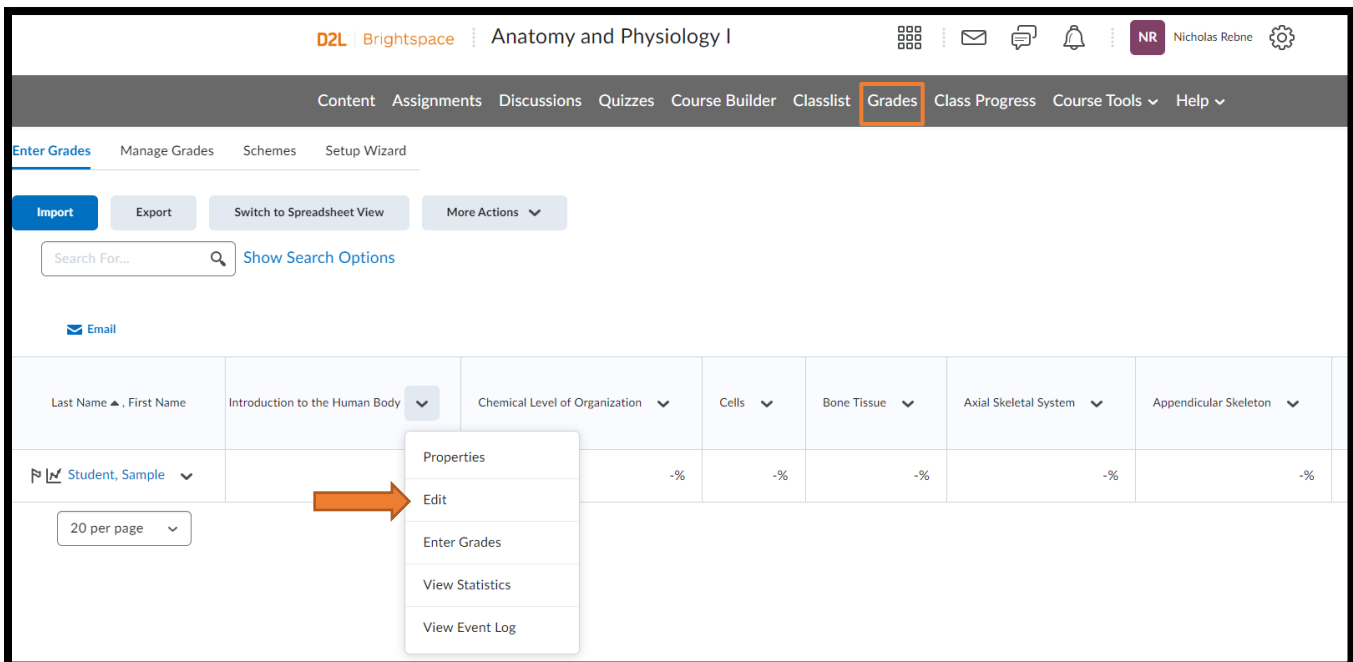 D2L Brightspace Anatomy and Physiology I NR Nicholas Rebne
Content Assignments Discussions Quizzes Course Builder Classlist Grades Class Progress Course Tools Help
Enter Grades Manage Grades Schemes Setup Wizard
Import Export Switch to Spreadsheet View More Actions
Search For... Show Search Options
Email
Last Name , First Name Introduction to the Human Body Chemical Level of Organization Cells Bone Tissue Axial Skeletal System Appendicular Skeleton
Properties
Student, Sample -% -% -% -% -%
Edit
20 per page
Enter Grades
View Statistics
View Event Log